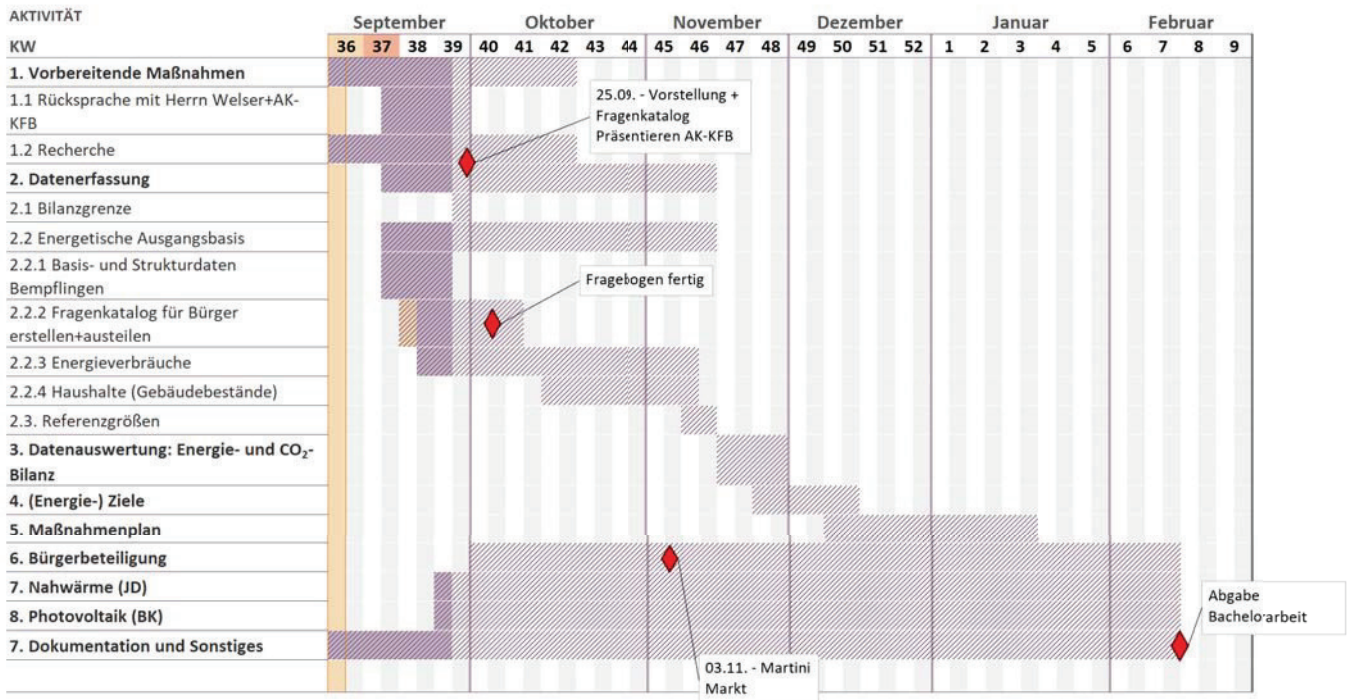 AKTIVITÄT
September Oktober November Dezember Januar Februar
KW 36 37 38 39 40 41 42 43 44 45 46 47 48 49 50 51 52 1 2 3 4 5 6 7 8 9
1. Vorbereitende Maßnahmen
1.1 Rücksprache mit Herrn Welser+AK-
KFB
25.09. - Vorstellung +
Fragenkatalog
Präsentieren AK-KFB
1.2 Recherche
2. Datenerfassung
2.1 Bilanzgrenze
2.2 Energetische Ausgangsbasis
2.2.1 Basis- und Strukturdaten
Bempflingen
Fragebogen fertig
2.2.2 Fragenkatalog für Bürger
erstellen+austeilen
2.2.3 Energieverbräuche
2.2.4 Haushalte (Gebäudebestände)
2.3. Referenzgrößen
3. Datenauswertung: Energie- und CO₂-
Bilanz
4. (Energie-) Ziele
5. Maßnahmenplan
6. Bürgerbeteiligung
7. Nahwärme (JD)
8. Photovoltaik (BK)
Abgabe
Bachelorarbeit
7. Dokumentation und Sonstiges
03.11. - Martini
Markt